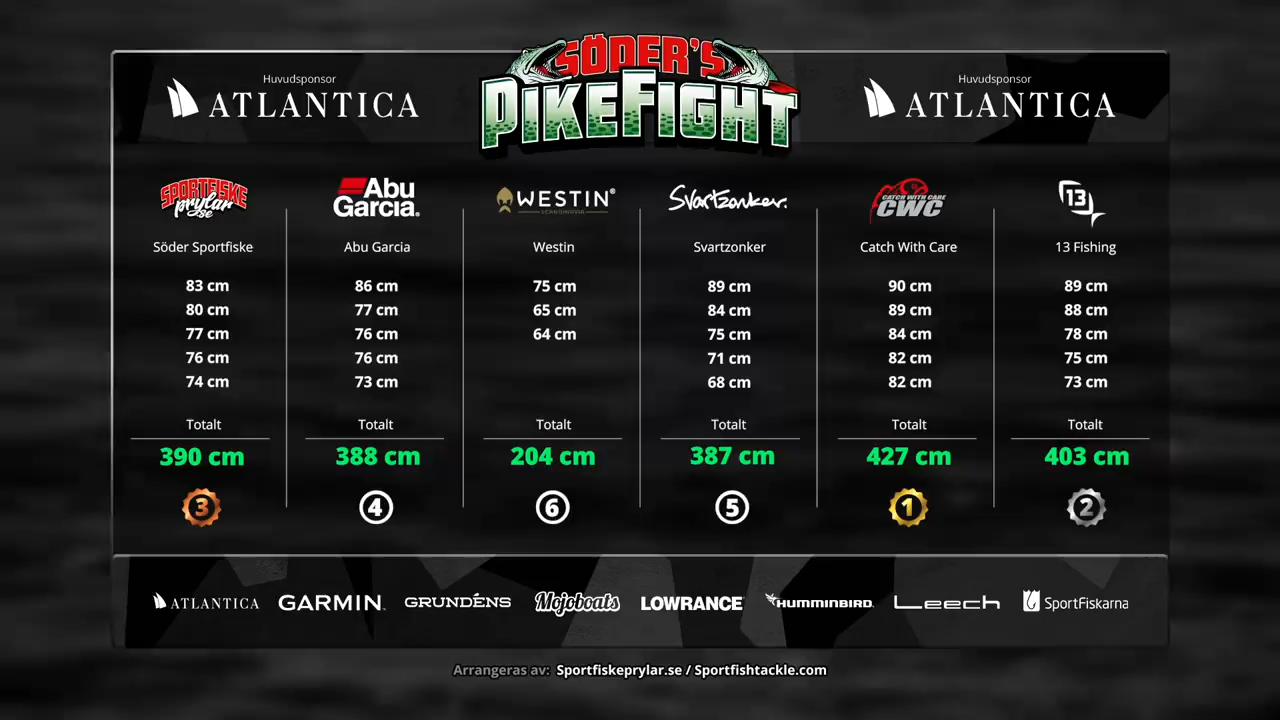 SÖDER'S
PIKEFIGHT
Huvudsponsor
ATLANTICA
Huvudsponsor
ATLANTICA
SPORTFISKE
prylar
.se
Söder Sportfiske
83 cm
80 cm
77 cm
76 cm
74 cm
Totalt
390 cm
3
Abu
Garcia.
Abu Garcia
86 cm
77 cm
76 cm
76 cm
73 cm
Totalt
388 cm
4
WESTIN®
SCANDINAVIA
Westin
75 cm
65 cm
64 cm
Totalt
204 cm
6
Svartzonker.
Svartzonker
89 cm
84 cm
75 cm
71 cm
68 cm
Totalt
387 cm
5
CATCH WITH CARE
CWC
Catch With Care
90 cm
89 cm
84 cm
82 cm
82 cm
Totalt
427 cm
1
13
13 Fishing
89 cm
88 cm
78 cm
75 cm
73 cm
Totalt
403 cm
2
ATLANTICA GARMIN. GRUNDÉNS Mojoboats LOWRANCE HUMMINBIRD. Leech SportFiskarna
Arrangeras av: Sportfiskeprylar.se / Sportfishtackle.com